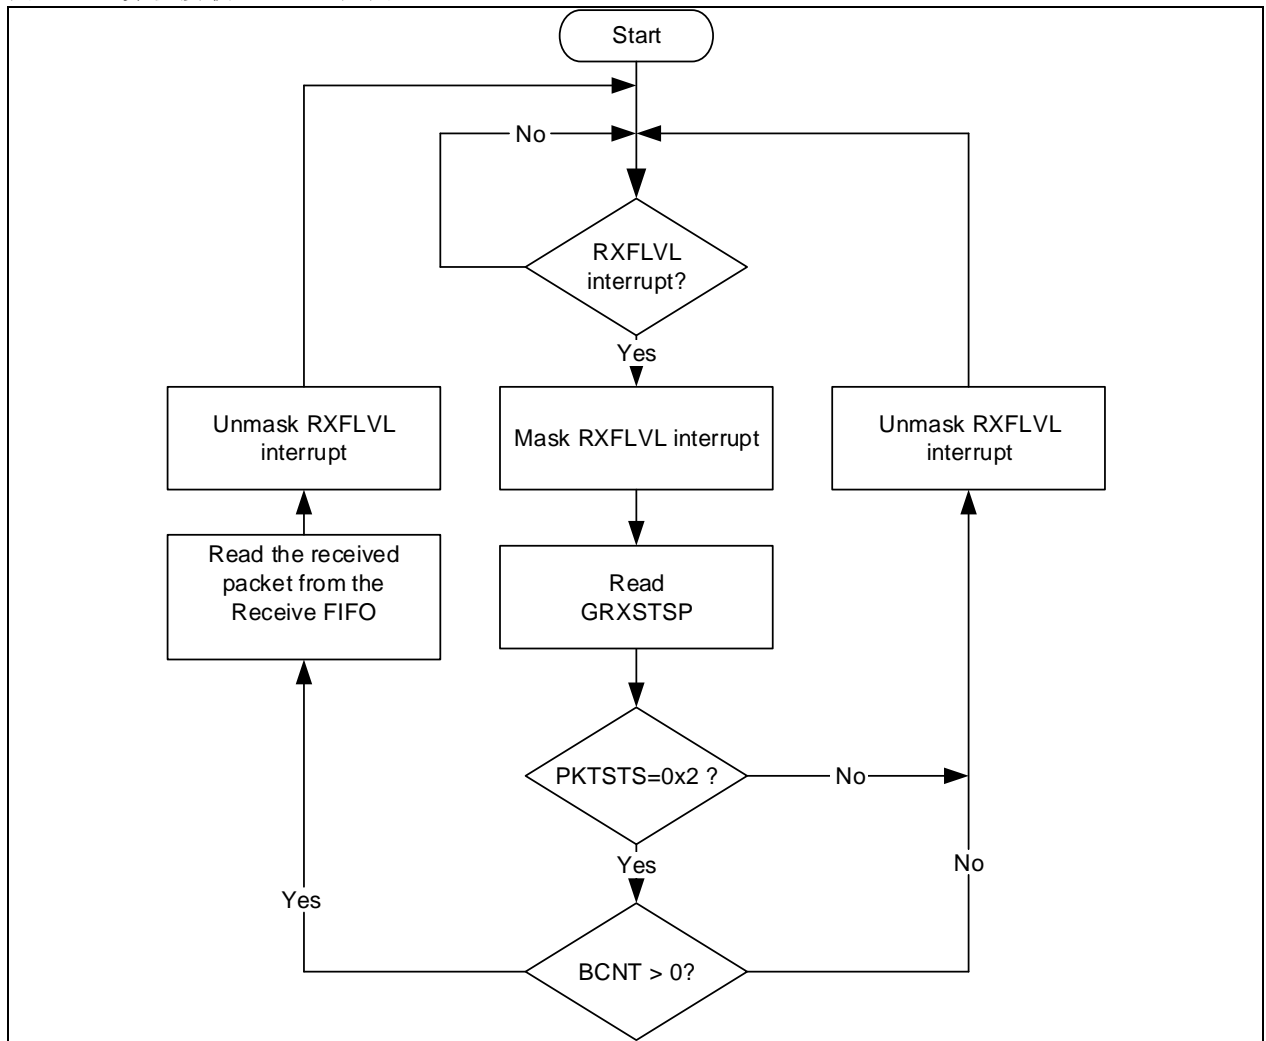 Start
No
RXFLVL
interrupt?
Yes
Unmask RXFLVL
interrupt
Mask RXFLVL interrupt
Unmask RXFLVL
interrupt
Read the received
packet from the
Receive FIFO
Read
GRXSTSP
PKTSTS=0x2 ?
No
Yes
No
Yes
BCNT > 0?